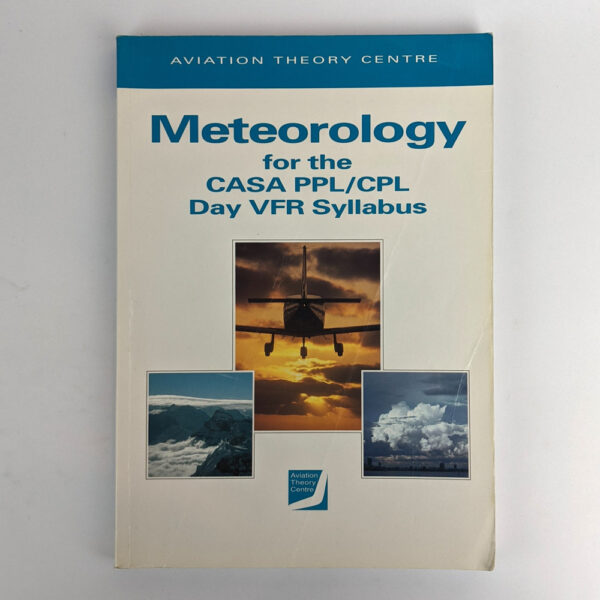 AVIATION THEORY CENTRE
Meteorology
for the
CASA PPL/CPL
Day VFR Syllabus
Aviation
Theory
Centre